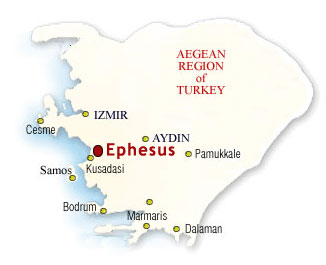 AEGEAN
REGION
of
TURKEY
IZMIR
Cesme
AYDIN
Ephesus
Pamukkale
Kusadasi
Samos
Bodrum
Marmaris
Dalaman